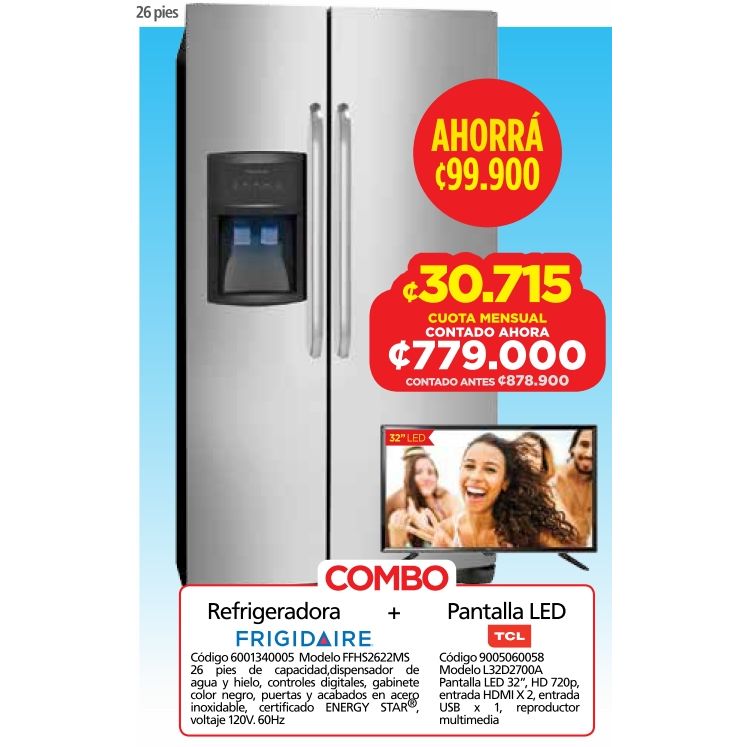 26 pies
AHORRÁ
¢99.900
¢30.715
CUOTA MENSUAL
CONTADO AHORA
¢779.000
CONTADO ANTES ¢878.900
32" LED
COMBO
Refrigeradora + Pantalla LED
FRIGIDAIRE
Código 6001340005 Modelo FFHS2622MS
26 pies de capacidad,dispensador de
agua y hielo, controles digitales, gabinete
color negro, puertas y acabados en acero
inoxidable, certificado ENERGY STAR®,
voltaje 120V. 60Hz
TCL
Código 9005060058
Modelo L32D2700A
Pantalla LED 32", HD 720p,
entrada HDMI X 2, entrada
USB x 1, reproductor
multimedia